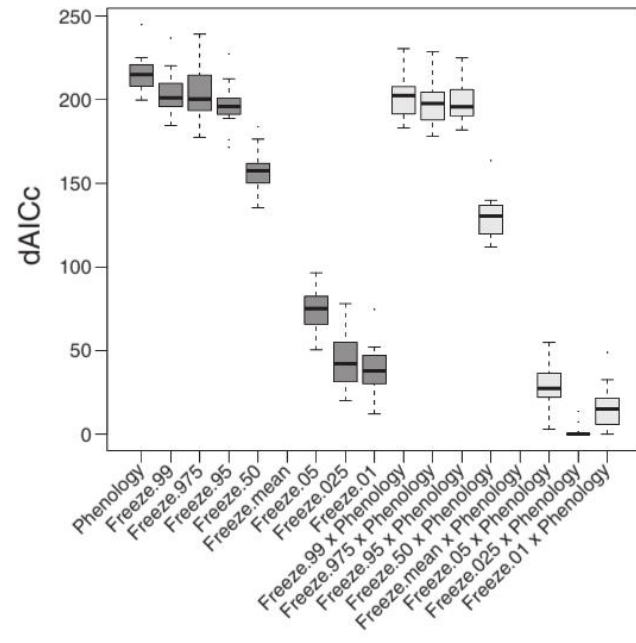 250
200
150
100
50
0
dAICc
Phenology
Freeze.99
Freeze.975
Freeze.95
Freeze.50
Freeze.mean
Freeze.05
Freeze.025
Freeze.01
Freeze.99 x Phenology
Freeze.975 x Phenology
Freeze.95 x Phenology
Freeze.50 x Phenology
Freeze.mean x Phenology
Freeze.05 x Phenology
Freeze.025 x Phenology
Freeze.01 x Phenology